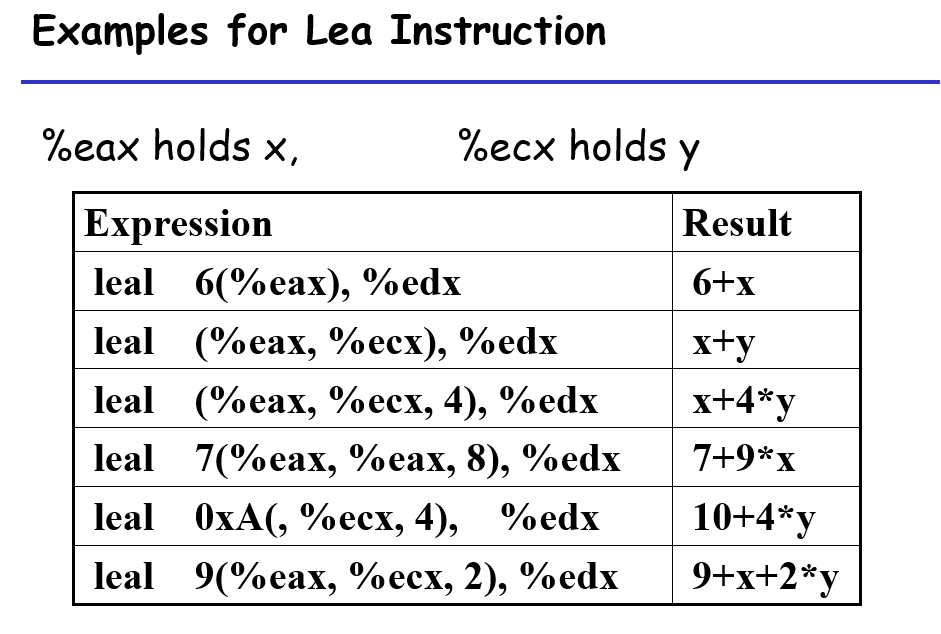 Examples for Lea Instruction
%eax holds x, %ecx holds y
Expression Result
leal 6(%eax), %edx 6+x
leal (%eax, %ecx), %edx x+y
leal (%eax, %ecx, 4), %edx x+4*y
leal 7(%eax, %eax, 8), %edx 7+9*x
leal 0xA(, %ecx, 4), %edx 10+4*y
leal 9(%eax, %ecx, 2), %edx 9+x+2*y